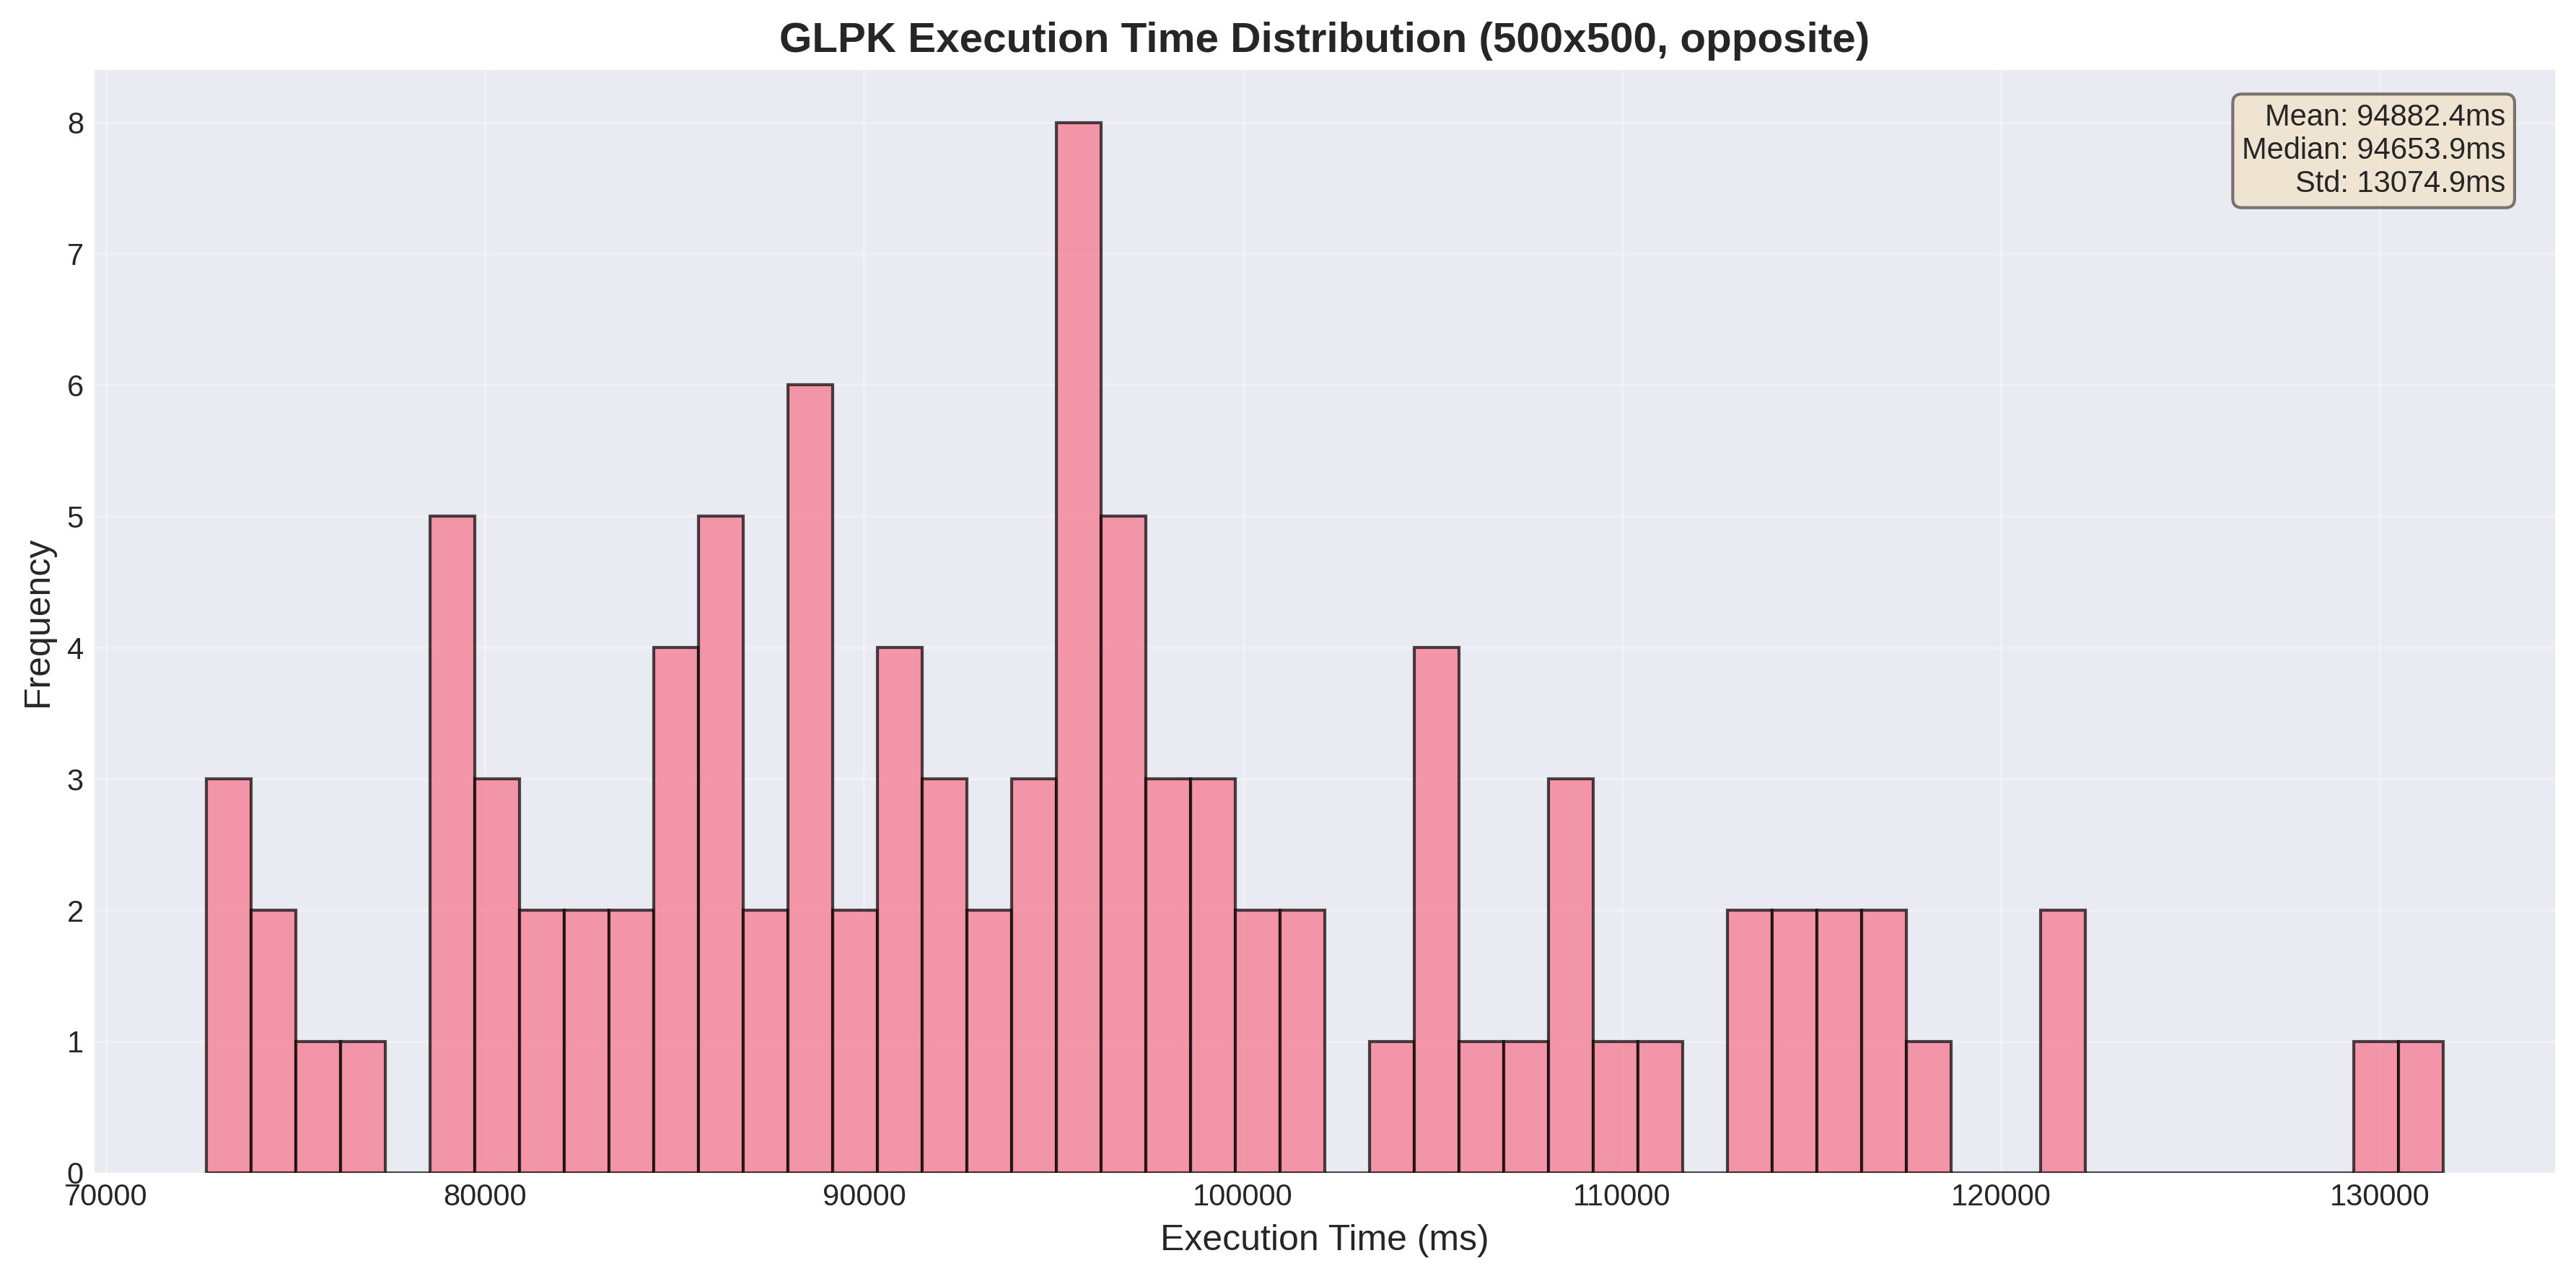 GLPK Execution Time Distribution (500x500, opposite)
Mean: 94882.4ms
Median: 94653.9ms
Std: 13074.9ms
Frequency
8
7
6
5
4
3
2
1
0
70000 80000 90000 100000 110000 120000 130000
Execution Time (ms)